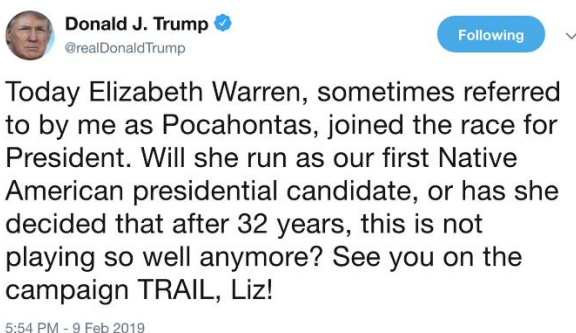 Donald J. Trump
@realDonaldTrump
Following
Today Elizabeth Warren, sometimes referred
to by me as Pocahontas, joined the race for
President. Will she run as our first Native
American presidential candidate, or has she
decided that after 32 years, this is not
playing so well anymore? See you on the
campaign TRAIL, Liz!
5:54 PM - 9 Feb 2019